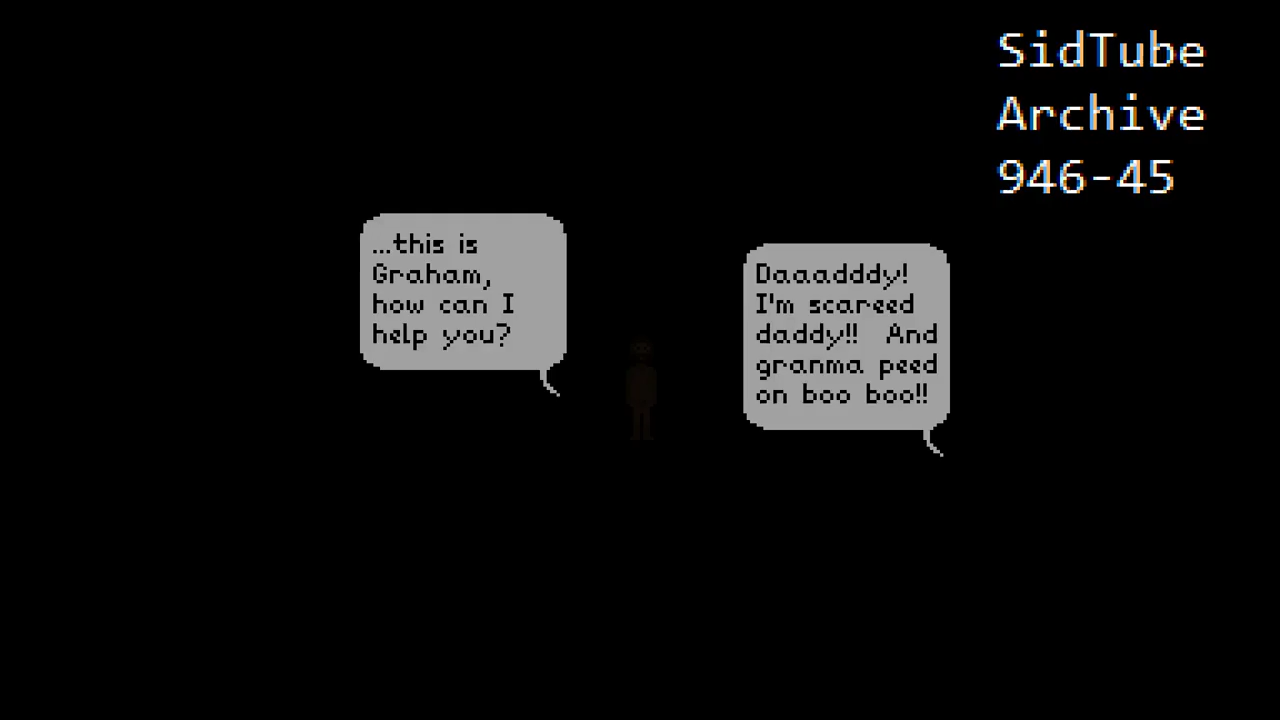 SidTube
Archive
946-45
...this is
Graham,
how can I
help you?
Daaadddy!
I'm scareed
daddy!! And
granma peed
on boo boo!!